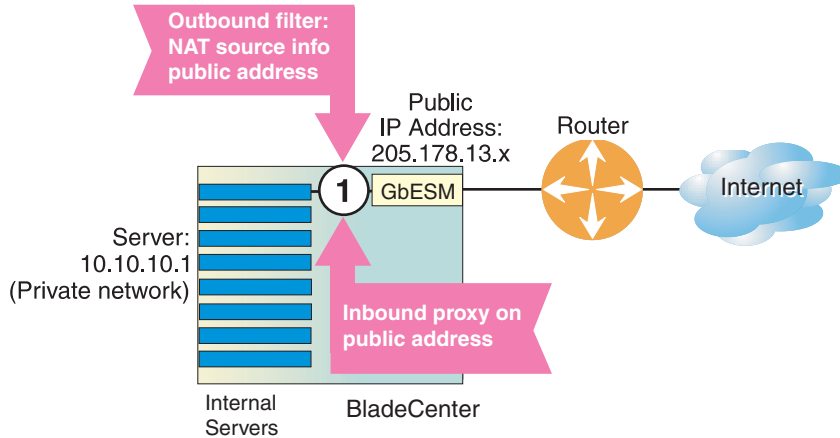 Outbound filter:
NAT source info
public address
Public
IP Address:
205.178.13.x
Router
1
GbESM
Internet
Server:
10.10.10.1
(Private network)
Inbound proxy on
public address
Internal
Servers
BladeCenter